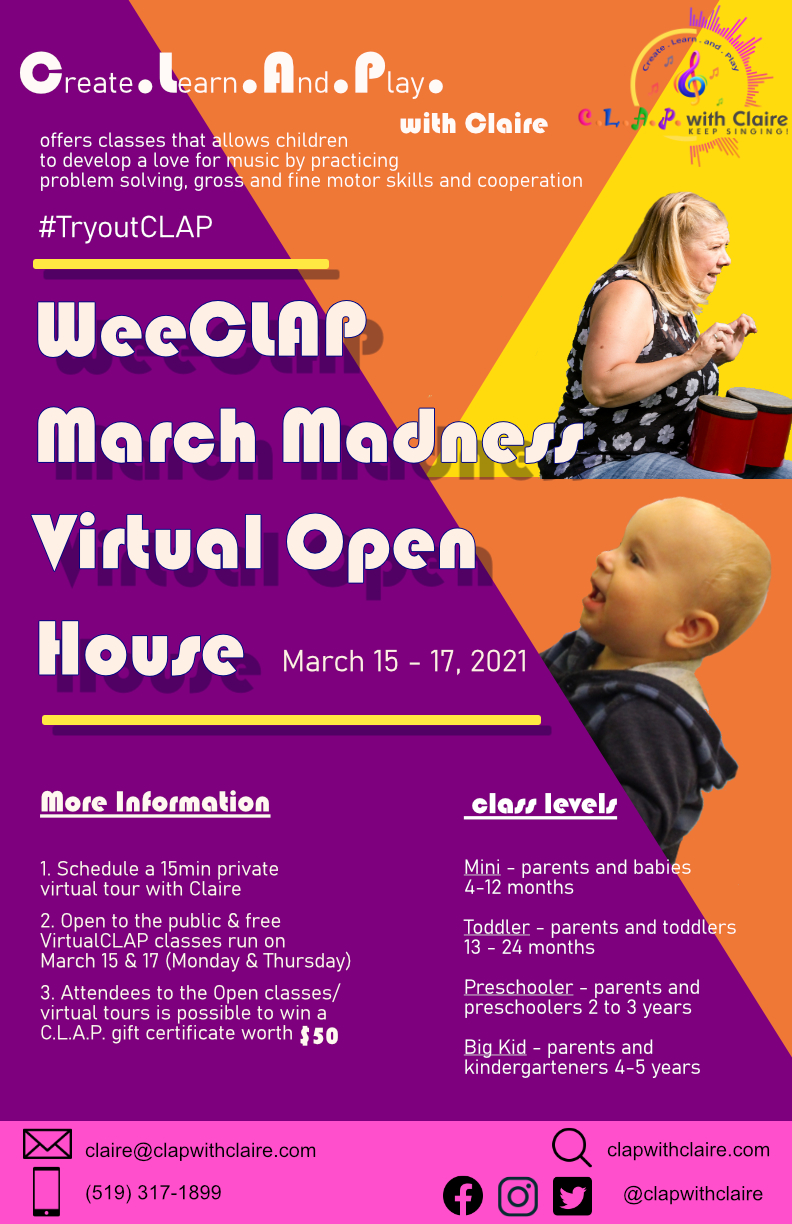 Create.Learn.And.Play.
with Claire
offers classes that allows children
to develop a love for music by practicing
problem solving, gross and fine motor skills and cooperation
#TryoutCLAP
Create . Learn . and . Play
C.L.A.P. with Claire
KEEP SINGING!
WeeCLAP
March Madness
Virtual Open
House
March 15 - 17, 2021
More Information
1. Schedule a 15min private
virtual tour with Claire
2. Open to the public & free
VirtualCLAP classes run on
March 15 & 17 (Monday & Thursday)
3. Attendees to the Open classes/
virtual tours is possible to win a
C.L.A.P. gift certificate worth $50
class levels
Mini - parents and babies
4-12 months
Toddler - parents and toddlers
13 - 24 months
Preschooler - parents and
preschoolers 2 to 3 years
Big Kid - parents and
kindergarteners 4-5 years
claire@clapwithclaire.com
(519) 317-1899
clapwithclaire.com
@clapwithclaire